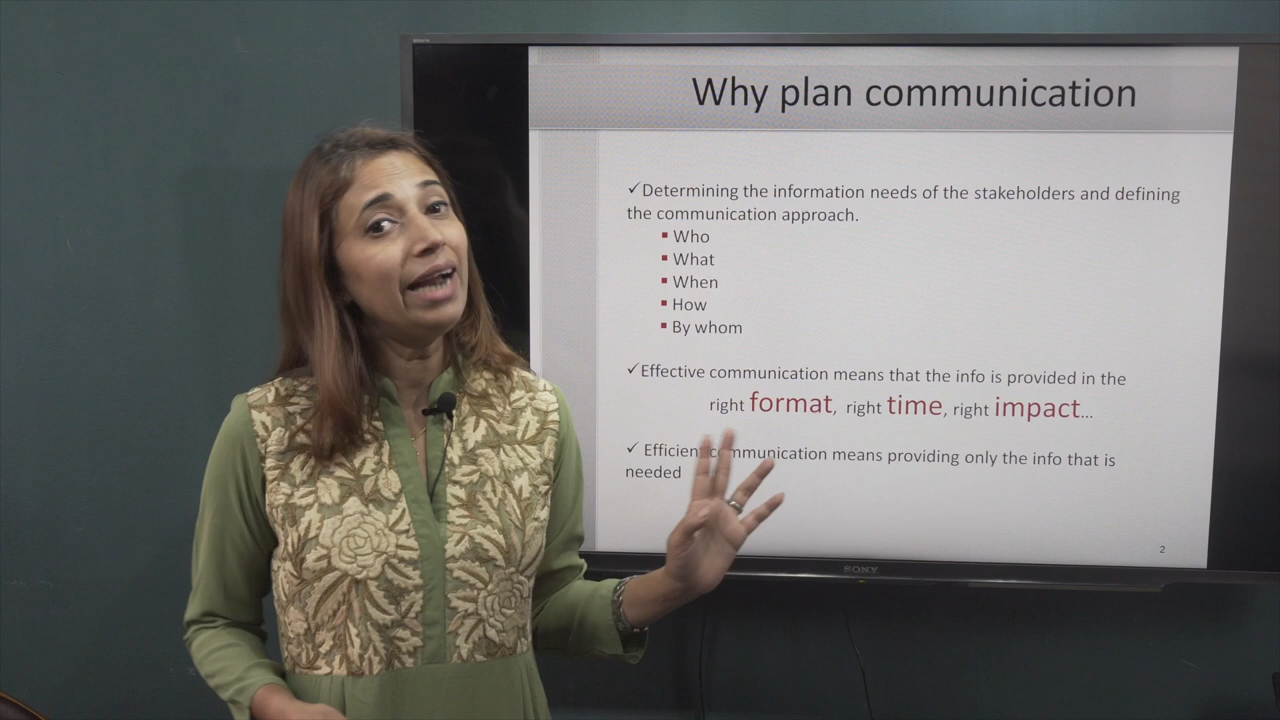 Why plan communication
✓Determining the information needs of the stakeholders and defining
the communication approach.
▪ Who
▪ What
▪ When
▪ How
▪ By whom
✓Effective communication means that the info is provided in the
right format, right time, right impact...
✓ Efficient communication means providing only the info that is
needed
2
SONY